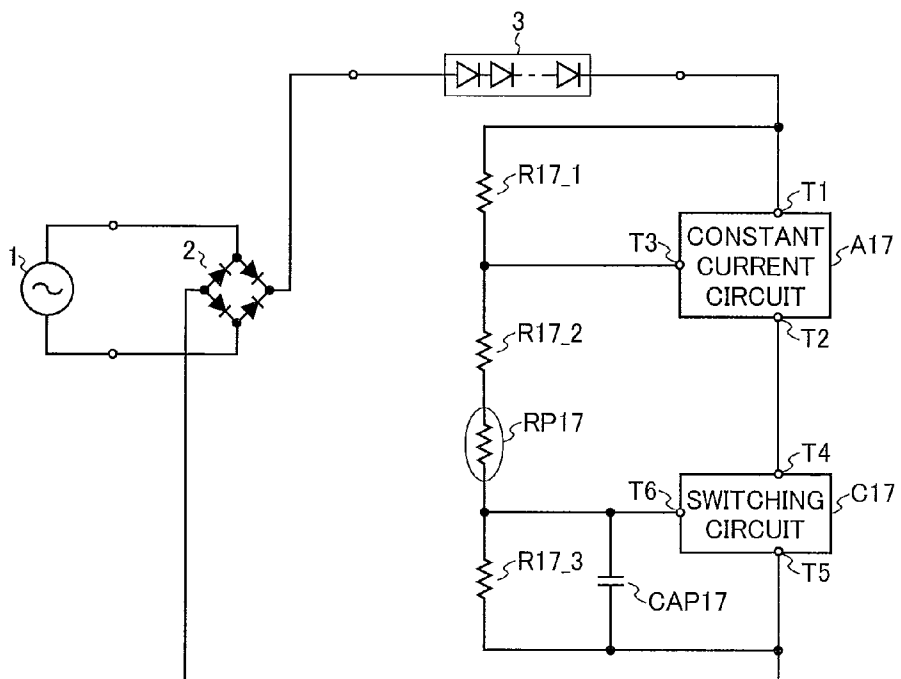 3
R17_1
T1
T3
CONSTANT
CURRENT
CIRCUIT
A17
1
2
T2
R17_2
RP17
T4
T6
SWITCHING
CIRCUIT
C17
R17_3
T5
CAP17